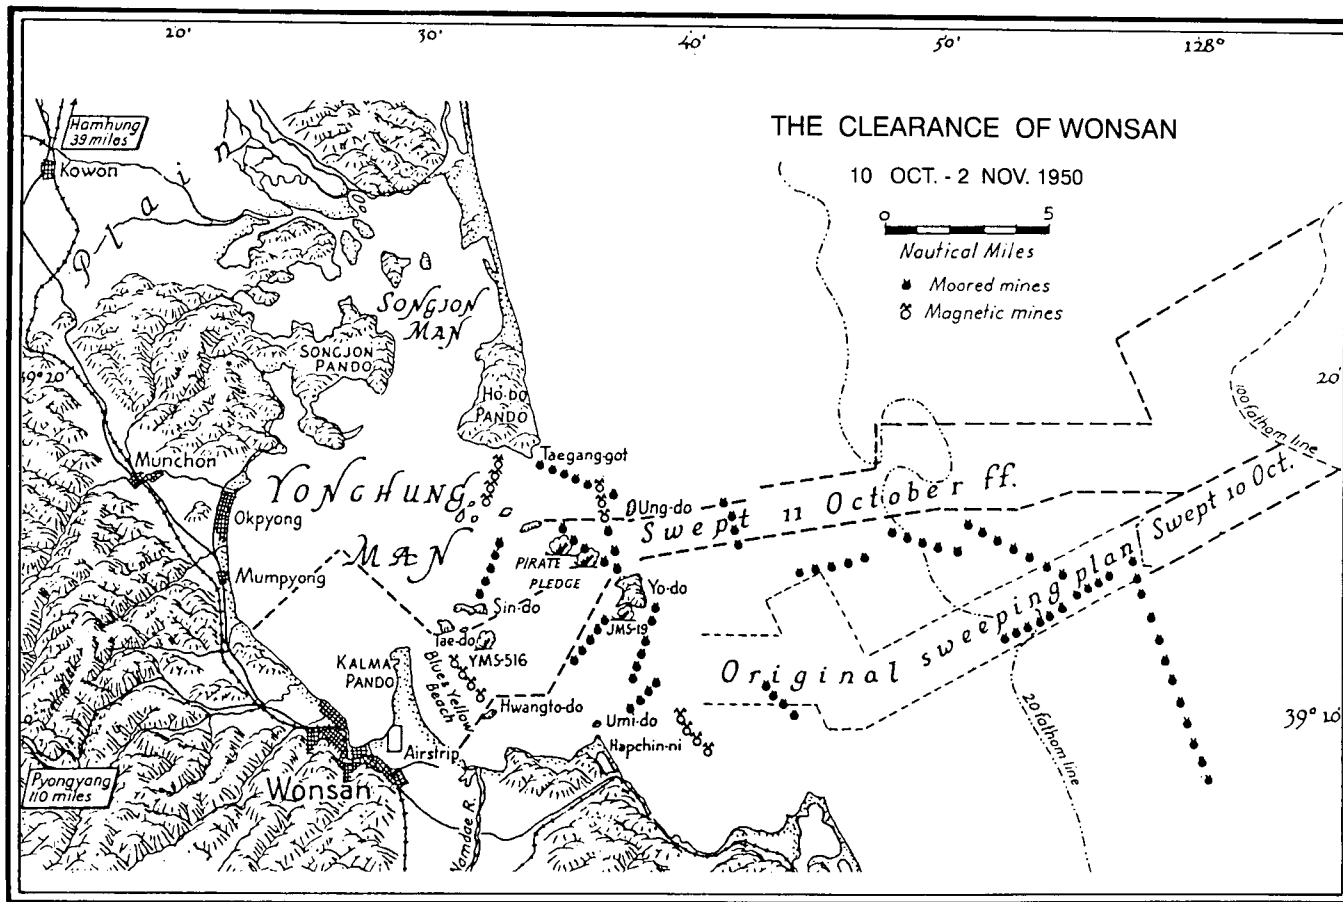 20'
30'
40'
50'
128°
THE CLEARANCE OF WONSAN
10 OCT. - 2 NOV. 1950
0 5
Nautical Miles
Moored mines
Magnetic mines
Hamhung
39 miles
Kowon
Plain
SONGJON
MAN
SONGJON
PANDO
HO-DO
PANDO
39° 20'
20'
100 fathom line
Munchon
Taegang-got
YONGHUNG
MAN
Okpyong
Ung-do
Swept 11 October ff.
Swept 10 Oct.
PIRATE
PLEDGE
Mumpyong
Yo-do
Sin-do
JMS-19
Tae-do
YMS-516
Original sweeping plan
KALMA
PANDO
Blue & Yellow
Beach
Hwangto-do
Umi-do
Hapchin-ni
39° 10'
20 fathom line
Airstrip
Pyongyang
110 miles
Wonsan
Namdae R.